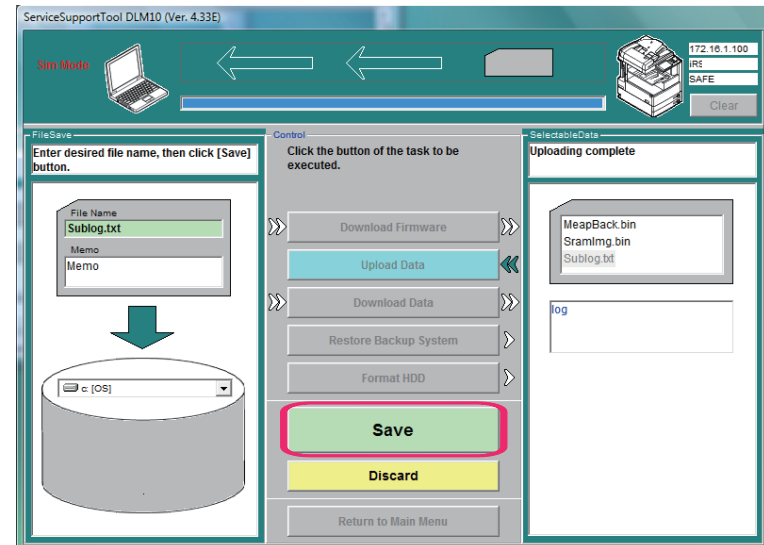 ServiceSupportTool DLM10 (Ver. 4.33E)
Sim Mode
172.16.1.100
iRS
SAFE
Clear
FileSave
Enter desired file name, then click [Save]
button.
File Name
Sublog.txt
Memo
Memo
c: [OS]
Control
Click the button of the task to be
executed.
Download Firmware
Upload Data
Download Data
Restore Backup System
Format HDD
Save
Discard
Return to Main Menu
SelectableData
Uploading complete
MeapBack.bin
SramImg.bin
Sublog.txt
log